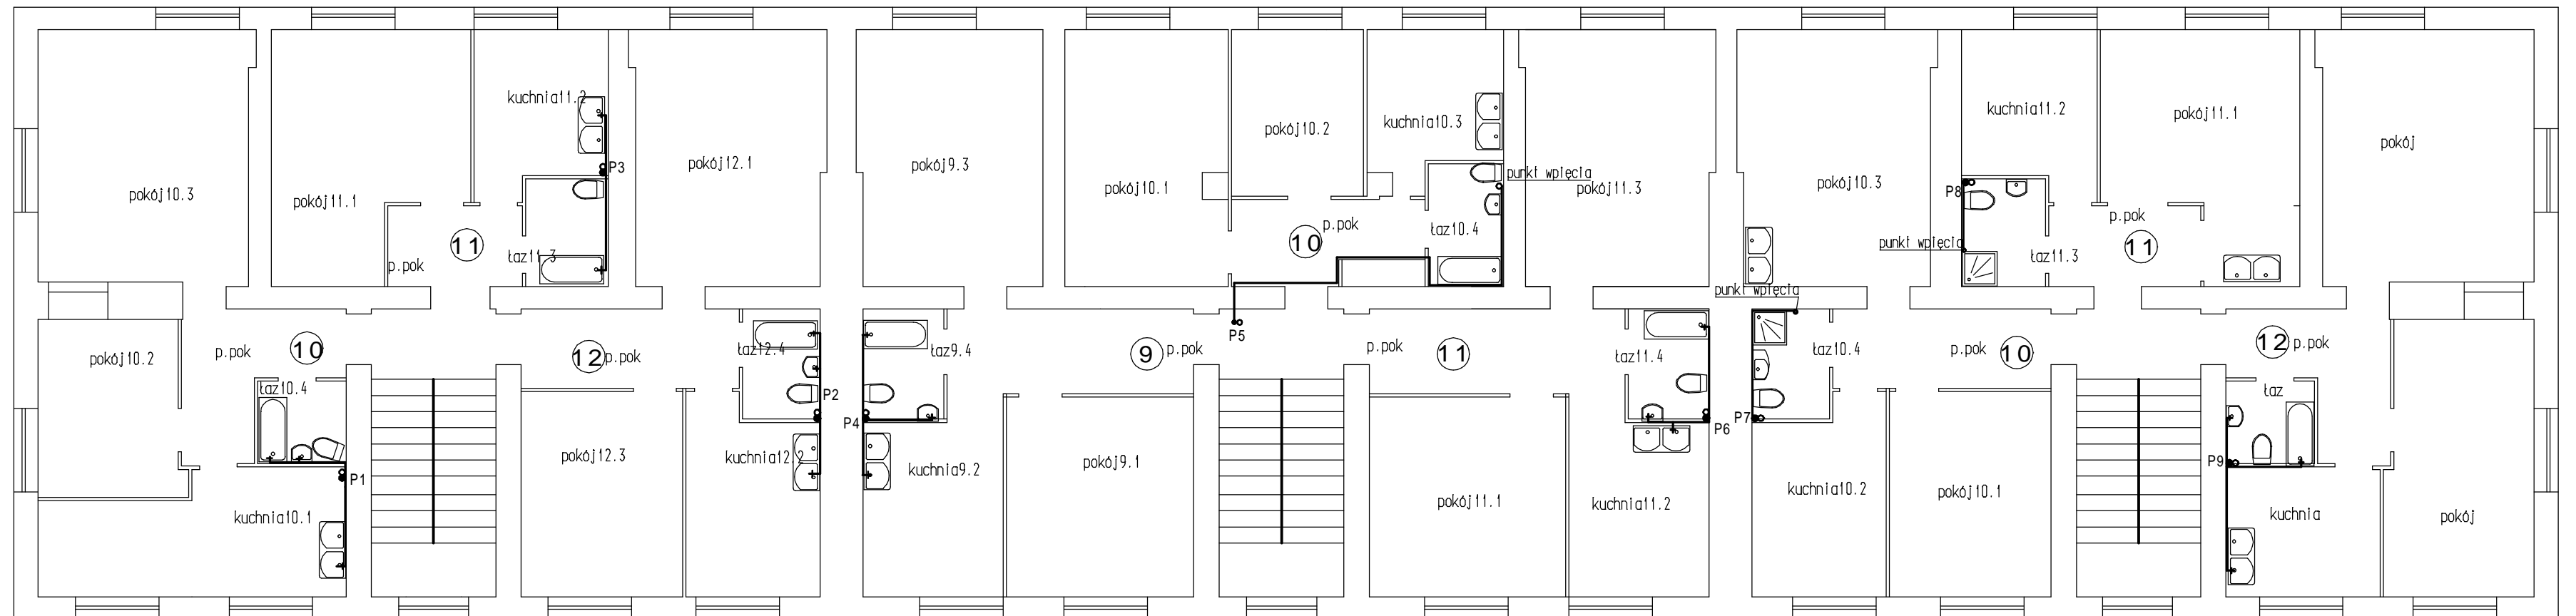 kuchnia11.2
P3
pokój10.3
pokój11.1
11
p.pok
łaz11.3
pokój12.1
pokój10.2
p.pok
10
łaz10.4
P1
kuchnia10.1
12
p.pok
łaz12.4
P2
pokój12.3
kuchnia12.2
pokój9.3
łaz9.4
P4
kuchnia9.2
9
p.pok
pokój9.1
pokój10.1
pokój10.2
kuchnia10.3
punkt wpięcia
10
p.pok
łaz10.4
P5
pokój11.3
p.pok
11
łaz11.4
P6
pokój11.1
kuchnia11.2
pokój10.3
P8
punkt wpięcia
łaz11.3
kuchnia11.2
pokój11.1
p.pok
11
pokój
punkt wpięcia
łaz10.4
P7
p.pok
10
kuchnia10.2
pokój10.1
12
p.pok
łaz
P9
kuchnia
pokój